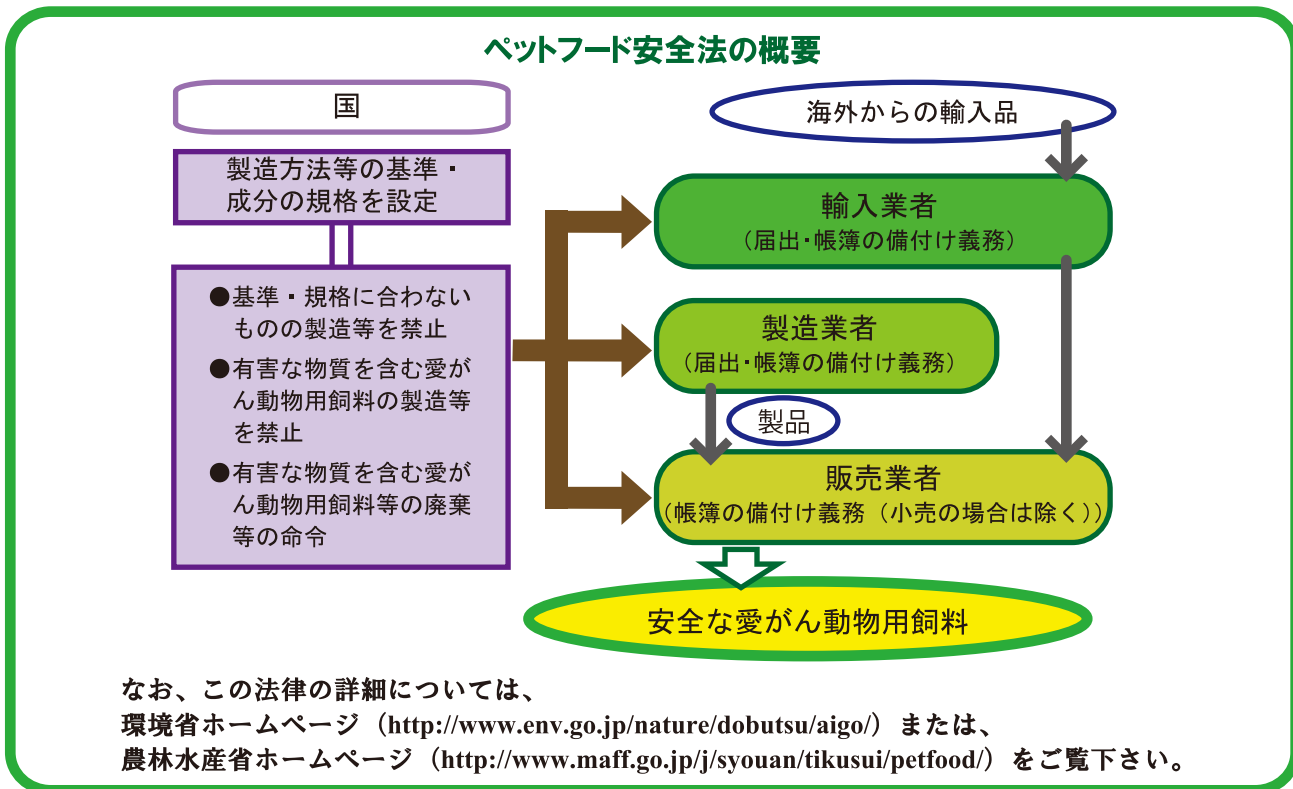 ペットフード安全法の概要
国
製造方法等の基準・
成分の規格を設定
●基準・規格に合わない
ものの製造等を禁止
●有害な物質を含む愛が
ん動物用飼料の製造等
を禁止
●有害な物質を含む愛が
ん動物用飼料等の廃棄
等の命令
海外からの輸入品
輸入業者
（届出・帳簿の備付け義務）
製造業者
（届出・帳簿の備付け義務）
製品
販売業者
（帳簿の備付け義務（小売の場合は除く））
安全な愛がん動物用飼料
なお、この法律の詳細については、
環境省ホームページ（http://www.env.go.jp/nature/dobutsu/aigo/）または、
農林水産省ホームページ（http://www.maff.go.jp/j/syouan/tikusui/petfood/）をご覧下さい。